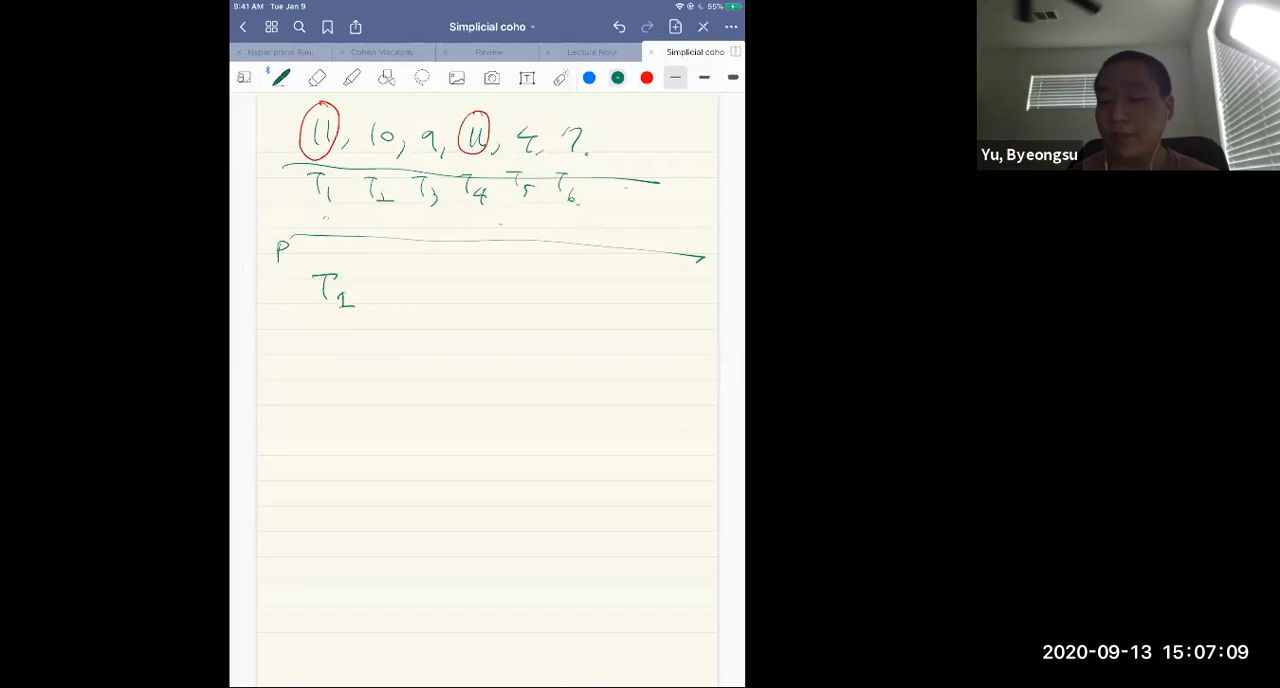 9:41 AM Tue Jan 9
55%
Simplicial coho
Hyper plane Ran
Cohen Macaulay...
Review
Lecture Note
Simplicial coho
11, 10, 9, 11, 4, 7.
T1 T2 T3 T4 T5 T6.
P
T1
Yu, Byeongsu
2020-09-13 15:07:09